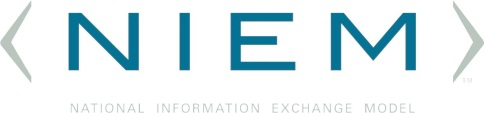 NIEM
TM
NATIONAL INFORMATION EXCHANGE MODEL